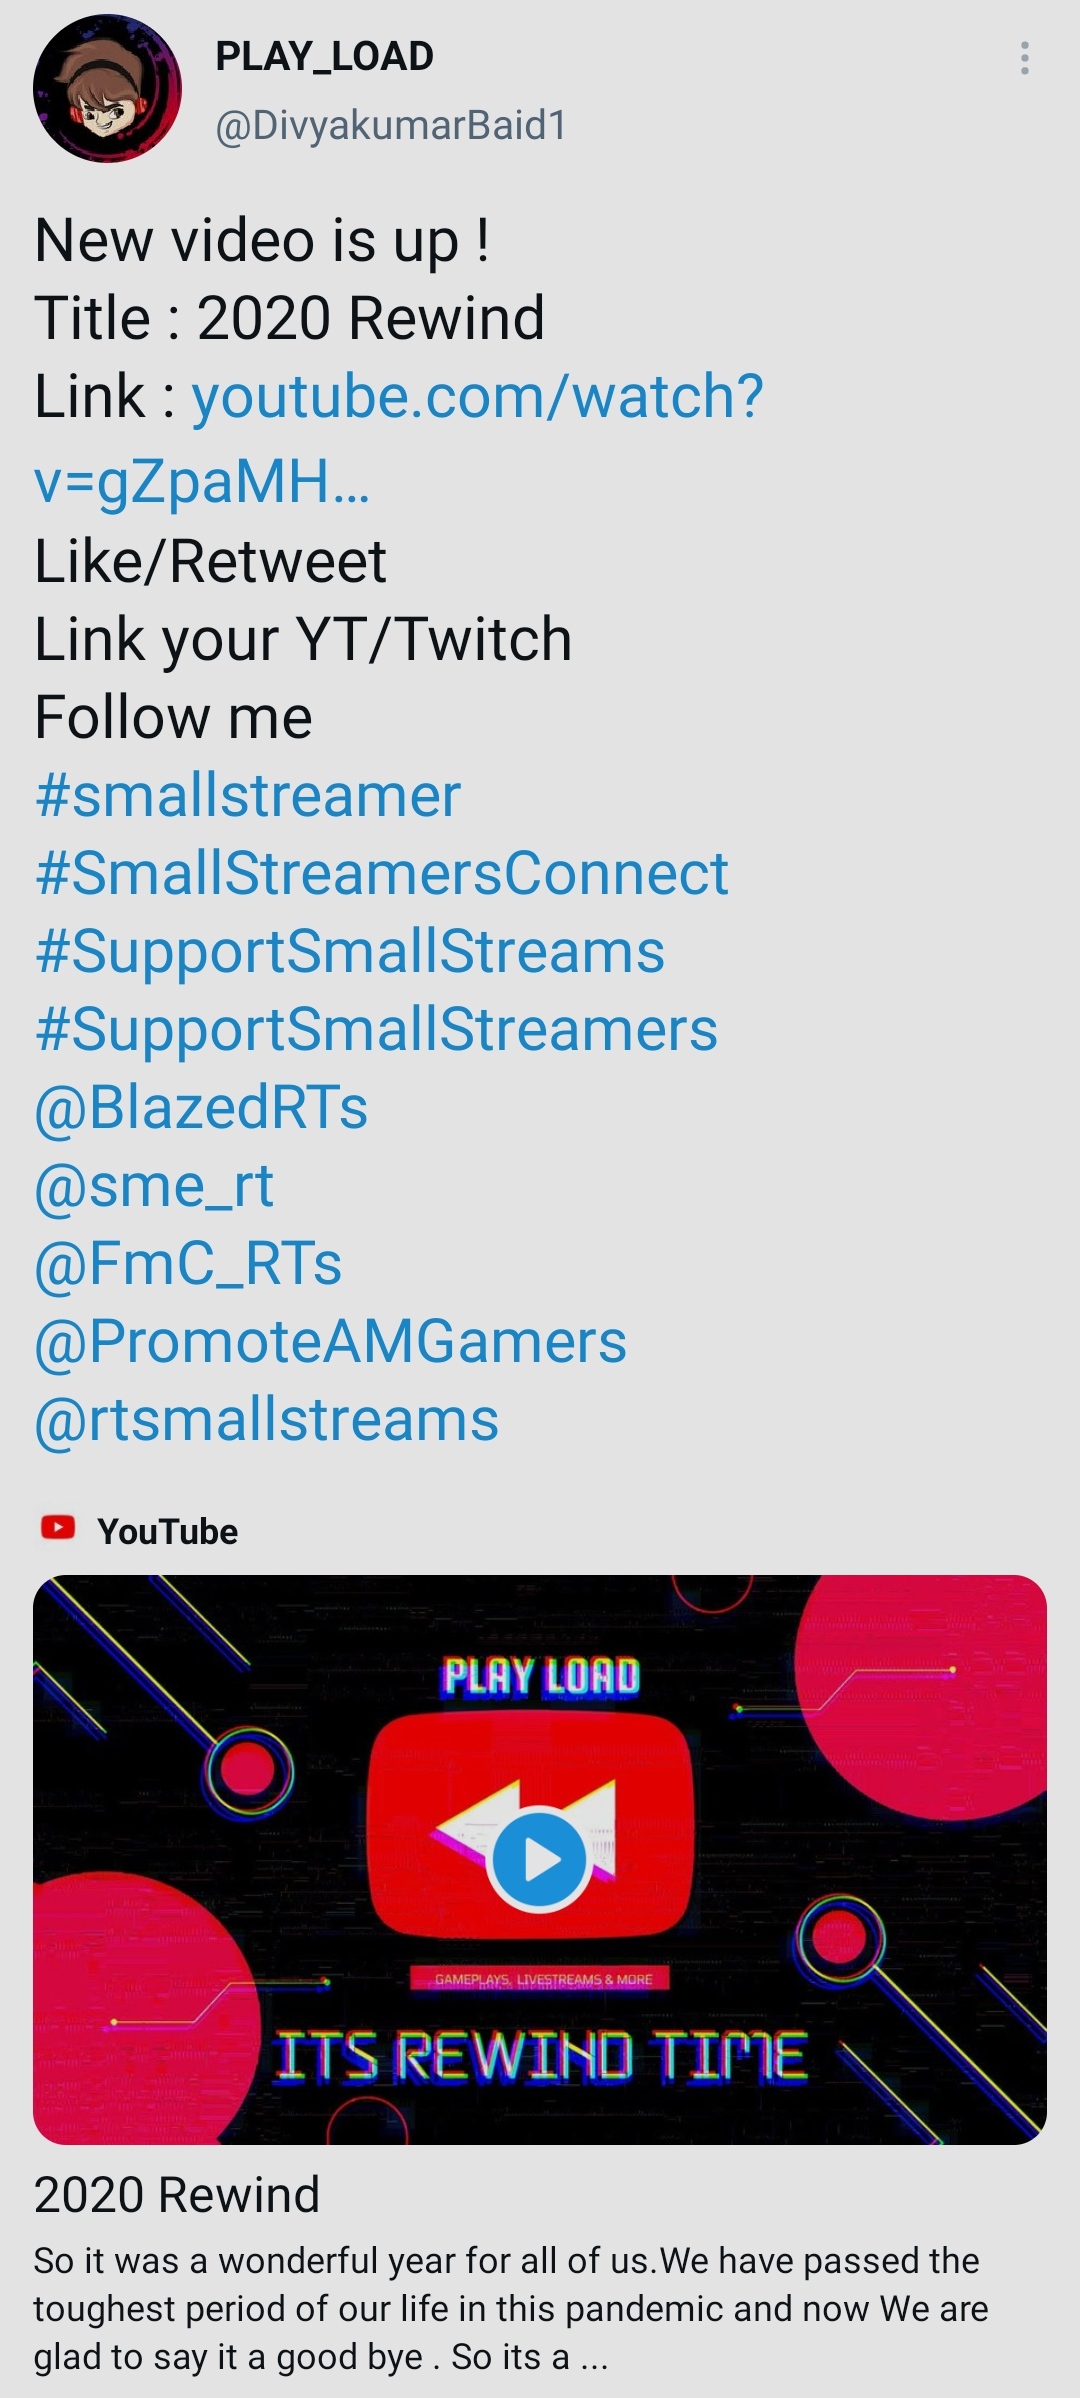 PLAY_LOAD
@DivyakumarBaid1
New video is up !
Title : 2020 Rewind
Link : youtube.com/watch?
v=gZpaMH...
Like/Retweet
Link your YT/Twitch
Follow me
#smallstreamer
#SmallStreamersConnect
#SupportSmallStreams
#SupportSmallStreamers
@BlazedRTs
@sme_rt
@FmC_RTs
@PromoteAMGamers
@rtsmallstreams
YouTube
PLAY LOAD
GAMEPLAYS, LIVESTREAMS & MORE
ITS REWIND TIME
2020 Rewind
So it was a wonderful year for all of us.We have passed the
toughest period of our life in this pandemic and now We are
glad to say it a good bye . So its a ...